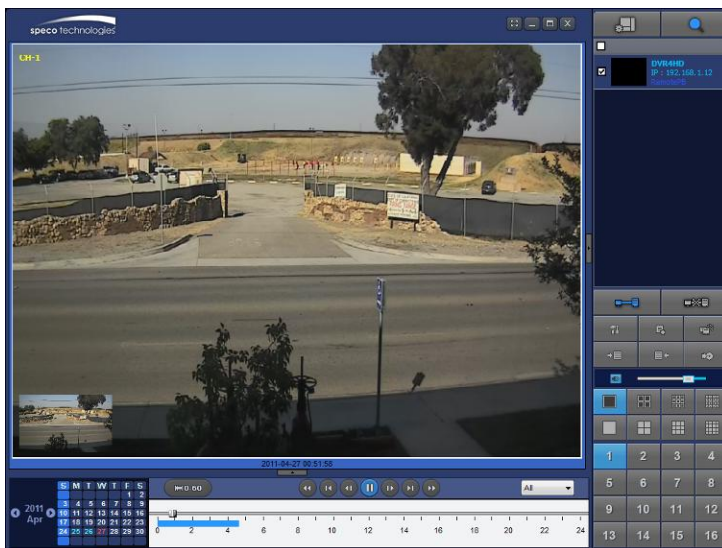 speco technologies
CH-1
DVR4HD
IP : 192.168.1.12
RemotePB
2011-04-27 00:51:58
0.60
All
2011
Apr
S M T W T F S
1 2
3 4 5 6 7 8 9
10 11 12 13 14 15 16
17 18 19 20 21 22 23
24 25 26 27 28 29 30
0 2 4 6 8 10 12 14 16 18 20 22 24
1 2 3 4
5 6 7 8
9 10 11 12
13 14 15 16